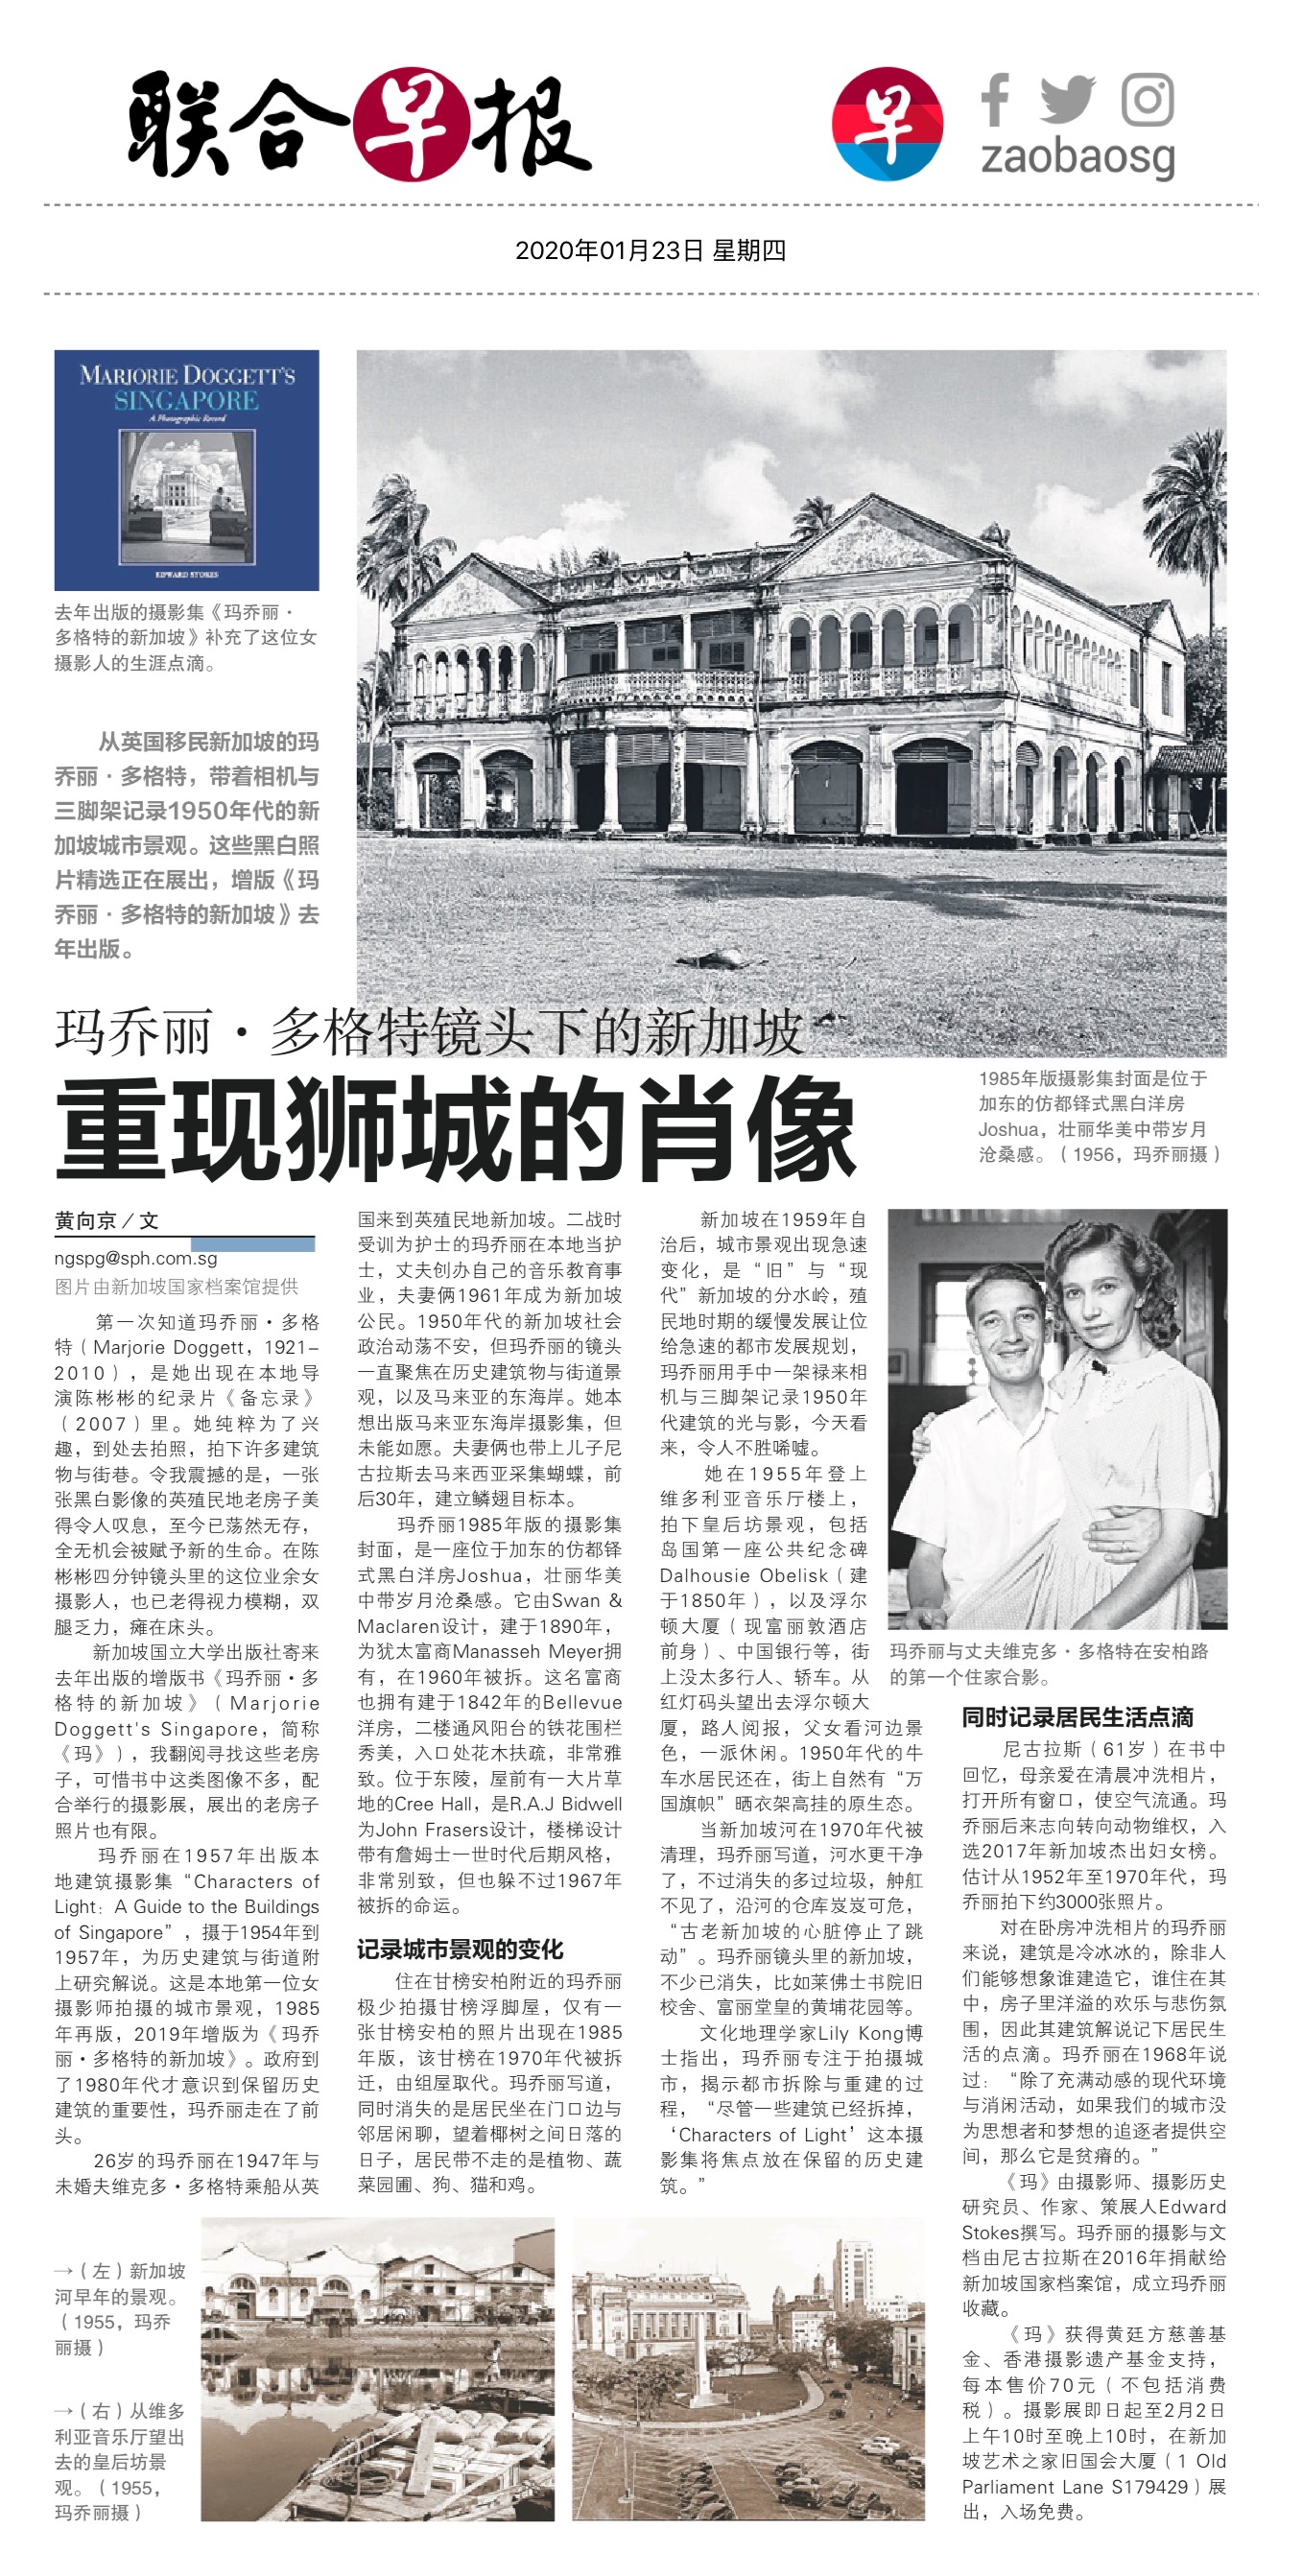 联合早报
早
zaobaosg
2020年01月23日 星期四
MARJORIE DOGGETT'S
SINGAPORE
A Photographic Record
EDWARD STOKES
去年出版的摄影集《玛乔丽·
多格特的新加坡》补充了这位女
摄影人的生涯点滴。
从英国移民新加坡的玛
乔丽·多格特，带着相机与
三脚架记录1950年代的新
加坡城市景观。这些黑白照
片精选正在展出，增版《玛
乔丽·多格特的新加坡》去
年出版。
玛乔丽·多格特镜头下的新加坡
重现狮城的肖像
1985年版摄影集封面是位于
加东的仿都铎式黑白洋房
Joshua，壮丽华美中带岁月
沧桑感。（1956，玛乔丽摄）
黄向京／文
ngspg@sph.com.sg
图片由新加坡国家档案馆提供
第一次知道玛乔丽·多格
特（Marjorie Doggett，1921–
2010），是她出现在本地导
演陈彬彬的纪录片《备忘录》
（2007）里。她纯粹为了兴
趣，到处去拍照，拍下许多建筑
物与街巷。令我震撼的是，一张
张黑白影像的英殖民地老房子美
得令人叹息，至今已荡然无存，
全无机会被赋予新的生命。在陈
彬彬四分钟镜头里的这位业余女
摄影人，也已老得视力模糊，双
腿乏力，瘫在床头。
新加坡国立大学出版社寄来
去年出版的增版书《玛乔丽·多
格特的新加坡》（Marjorie
Doggett's Singapore，简称
《玛》），我翻阅寻找这些老房
子，可惜书中这类图像不多，配
合举行的摄影展，展出的老房子
照片也有限。
玛乔丽在1957年出版本
地建筑摄影集“Characters of
Light：A Guide to the Buildings
of Singapore”，摄于1954年到
1957年，为历史建筑与街道附
上研究解说。这是本地第一位女
摄影师拍摄的城市景观，1985
年再版，2019年增版为《玛乔
丽·多格特的新加坡》。政府到
了1980年代才意识到保留历史
建筑的重要性，玛乔丽走在了前
头。
26岁的玛乔丽在1947年与
未婚夫维克多·多格特乘船从英
国来到英殖民地新加坡。二战时
受训为护士的玛乔丽在本地当护
士，丈夫创办自己的音乐教育事
业，夫妻俩1961年成为新加坡
公民。1950年代的新加坡社会
政治动荡不安，但玛乔丽的镜头
一直聚焦在历史建筑物与街道景
观，以及马来亚的东海岸。她本
想出版马来亚东海岸摄影集，但
未能如愿。夫妻俩也带上儿子尼
古拉斯去马来西亚采集蝴蝶，前
后30年，建立鳞翅目标本。
玛乔丽1985年版的摄影集
封面，是一座位于加东的仿都铎
式黑白洋房Joshua，壮丽华美
中带岁月沧桑感。它由Swan &
Maclaren设计，建于1890年，
为犹太富商Manasseh Meyer拥
有，在1960年被拆。这名富商
也拥有建于1842年的Bellevue
洋房，二楼通风阳台的铁花围栏
秀美，入口处花木扶疏，非常雅
致。位于东陵，屋前有一大片草
地的Cree Hall，是R.A.J Bidwell
为John Frasers设计，楼梯设计
带有詹姆士一世时代后期风格，
非常别致，但也躲不过1967年
被拆的命运。
记录城市景观的变化
住在甘榜安柏附近的玛乔丽
极少拍摄甘榜浮脚屋，仅有一
张甘榜安柏的照片出现在1985
年版，该甘榜在1970年代被拆
迁，由组屋取代。玛乔丽写道，
同时消失的是居民坐在门口边与
邻居闲聊，望着椰树之间日落的
日子，居民带不走的是植物、蔬
菜园圃、狗、猫和鸡。
新加坡在1959年自
治后，城市景观出现急速
变化，是“旧”与“现
代”新加坡的分水岭，殖
民地时期的缓慢发展让位
给急速的都市发展规划，
玛乔丽用手中一架禄来相
机与三脚架记录1950年
代建筑的光与影，今天看
来，令人不胜唏嘘。
她在1955年登上
维多利亚音乐厅楼上，
拍下皇后坊景观，包括
岛国第一座公共纪念碑
Dalhousie Obelisk（建
于1850年），以及浮尔
顿大厦（现富丽敦酒店
前身）、中国银行等，街
上没太多行人、轿车。从
红灯码头望出去浮尔顿大
厦，路人阅报，父女看河边景
色，一派休闲。1950年代的牛
车水居民还在，街上自然有“万
国旗帜”晒衣架高挂的原生态。
当新加坡河在1970年代被
清理，玛乔丽写道，河水更干净
了，不过消失的多过垃圾，舯舡
不见了，沿河的仓库岌岌可危，
“古老新加坡的心脏停止了跳
动”。玛乔丽镜头里的新加坡，
不少已消失，比如莱佛士书院旧
校舍、富丽堂皇的黄埔花园等。
文化地理学家Lily Kong博
士指出，玛乔丽专注于拍摄城
市，揭示都市拆除与重建的过
程，“尽管一些建筑已经拆掉，
‘Characters of Light’这本摄
影集将焦点放在保留的历史建
筑。”
玛乔丽与丈夫维克多·多格特在安柏路
的第一个住家合影。
同时记录居民生活点滴
尼古拉斯（61岁）在书中
回忆，母亲爱在清晨冲洗相片，
打开所有窗口，使空气流通。玛
乔丽后来志向转向动物维权，入
选2017年新加坡杰出妇女榜。
估计从1952年至1970年代，玛
乔丽拍下约3000张照片。
对在卧房冲洗相片的玛乔丽
来说，建筑是冷冰冰的，除非人
们能够想象谁建造它，谁住在其
中，房子里洋溢的欢乐与悲伤氛
围，因此其建筑解说记下居民生
活的点滴。玛乔丽在1968年说
过：“除了充满动感的现代环境
与消闲活动，如果我们的城市没
为思想者和梦想的追逐者提供空
间，那么它是贫瘠的。”
《玛》由摄影师、摄影历史
研究员、作家、策展人Edward
Stokes撰写。玛乔丽的摄影与文
档由尼古拉斯在2016年捐献给
新加坡国家档案馆，成立玛乔丽
收藏。
《玛》获得黄廷方慈善基
金、香港摄影遗产基金支持，
每本售价70元（不包括消费
税）。摄影展即日起至2月2日
上午10时至晚上10时，在新加
坡艺术之家旧国会大厦（1 Old
Parliament Lane S179429）展
出，入场免费。
→（左）新加坡
河早年的景观。
（1955，玛乔
丽摄）
→（右）从维多
利亚音乐厅望出
去的皇后坊景
观。（1955，
玛乔丽摄）